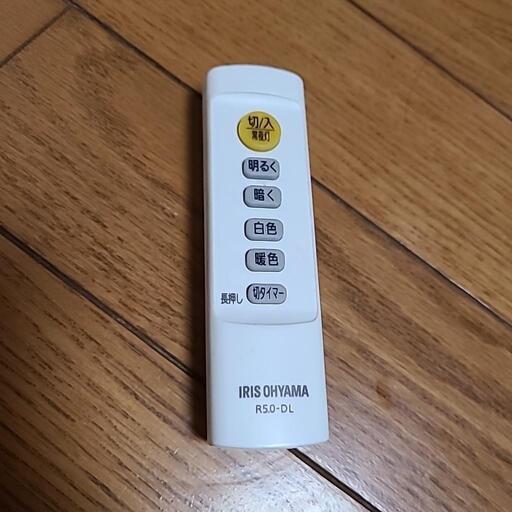 切/入
常夜灯
明るく
暗く
白色
暖色
長押し 切タイマー
IRIS OHYAMA
R5.0-DL